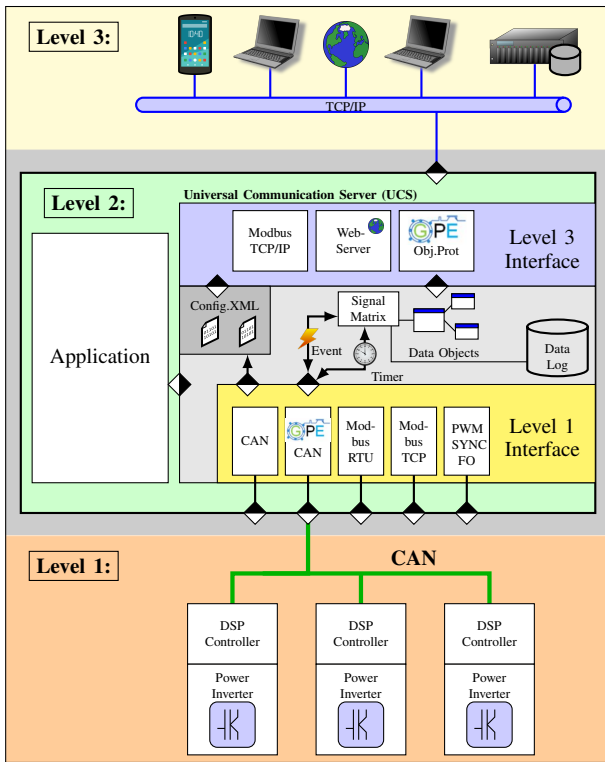 Level 3:
10:40
TCP/IP
Universal Communication Server (UCS)
Level 2:
Modbus
TCP/IP
Web-
Server
GPE
Obj.Prot
Level 3
Interface
Config.XML
Signal
Matrix
Application
Event
Data Objects
Data
Log
Timer
CAN
GPE
CAN
Mod-
bus
RTU
Mod-
bus
TCP
PWM
SYNC
FO
Level 1
Interface
Level 1:
CAN
DSP
Controller
DSP
Controller
DSP
Controller
Power
Inverter
Power
Inverter
Power
Inverter